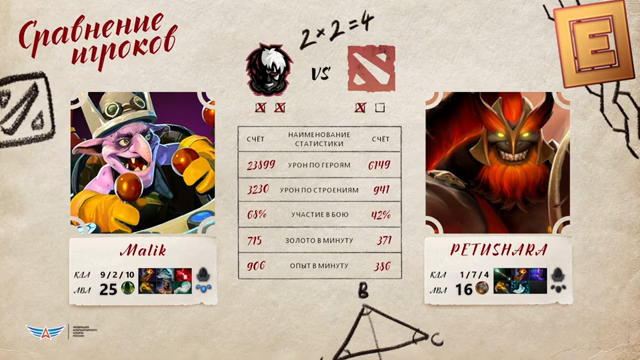 Сравнение
игроков
2×2=4
E
VS
СЧЁТ НАИМЕНОВАНИЕ СТАТИСТИКИ СЧЁТ
23899 УРОН ПО ГЕРОЯМ 6149
3230 УРОН ПО СТРОЕНИЯМ 941
68% УЧАСТИЕ В БОЮ 42%
715 ЗОЛОТО В МИНУТУ 371
906 ОПЫТ В МИНУТУ 386
Malik
КДА 9 / 2 / 10
ЛВЛ 25
PETUSHARA
КДА 1 / 7 / 4
ЛВЛ 16
B
C